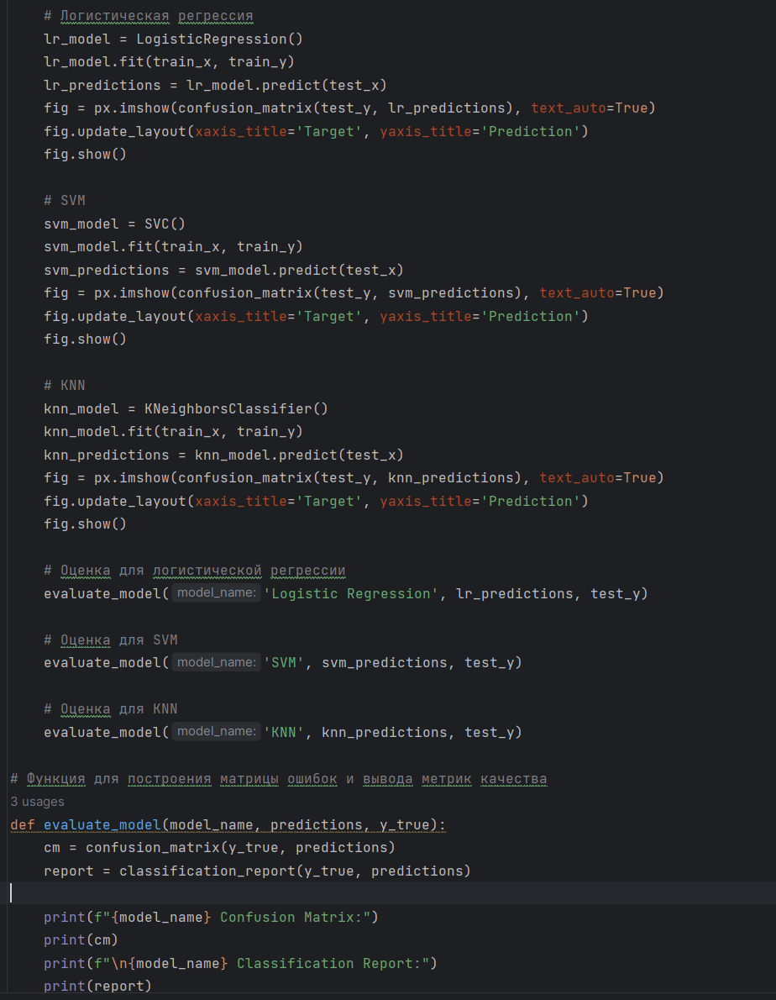 # Логистическая регрессия
lr_model = LogisticRegression()
lr_model.fit(train_x, train_y)
lr_predictions = lr_model.predict(test_x)
fig = px.imshow(confusion_matrix(test_y, lr_predictions), text_auto=True)
fig.update_layout(xaxis_title='Target', yaxis_title='Prediction')
fig.show()
# SVM
svm_model = SVC()
svm_model.fit(train_x, train_y)
svm_predictions = svm_model.predict(test_x)
fig = px.imshow(confusion_matrix(test_y, svm_predictions), text_auto=True)
fig.update_layout(xaxis_title='Target', yaxis_title='Prediction')
fig.show()
# KNN
knn_model = KNeighborsClassifier()
knn_model.fit(train_x, train_y)
knn_predictions = knn_model.predict(test_x)
fig = px.imshow(confusion_matrix(test_y, knn_predictions), text_auto=True)
fig.update_layout(xaxis_title='Target', yaxis_title='Prediction')
fig.show()
# Оценка для логистической регрессии
evaluate_model( model_name: 'Logistic Regression', lr_predictions, test_y)
# Оценка для SVM
evaluate_model( model_name: 'SVM', svm_predictions, test_y)
# Оценка для KNN
evaluate_model( model_name: 'KNN', knn_predictions, test_y)
# Функция для построения матрицы ошибок и вывода метрик качества
3 usages
def evaluate_model(model_name, predictions, y_true):
cm = confusion_matrix(y_true, predictions)
report = classification_report(y_true, predictions)
print(f"{model_name} Confusion Matrix:")
print(cm)
print(f"\n{model_name} Classification Report:")
print(report)